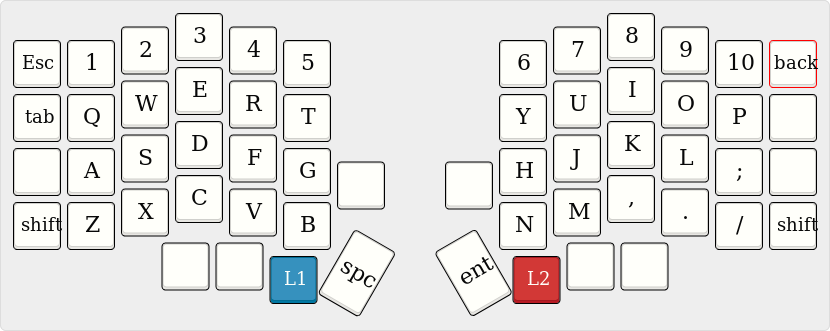 Esc 1 2 3 4 5 6 7 8 9 10 back
tab Q W E R T Y U I O P
A S D F G H J K L ;
shift Z X C V B N M , . / shift
L1 spc ent L2